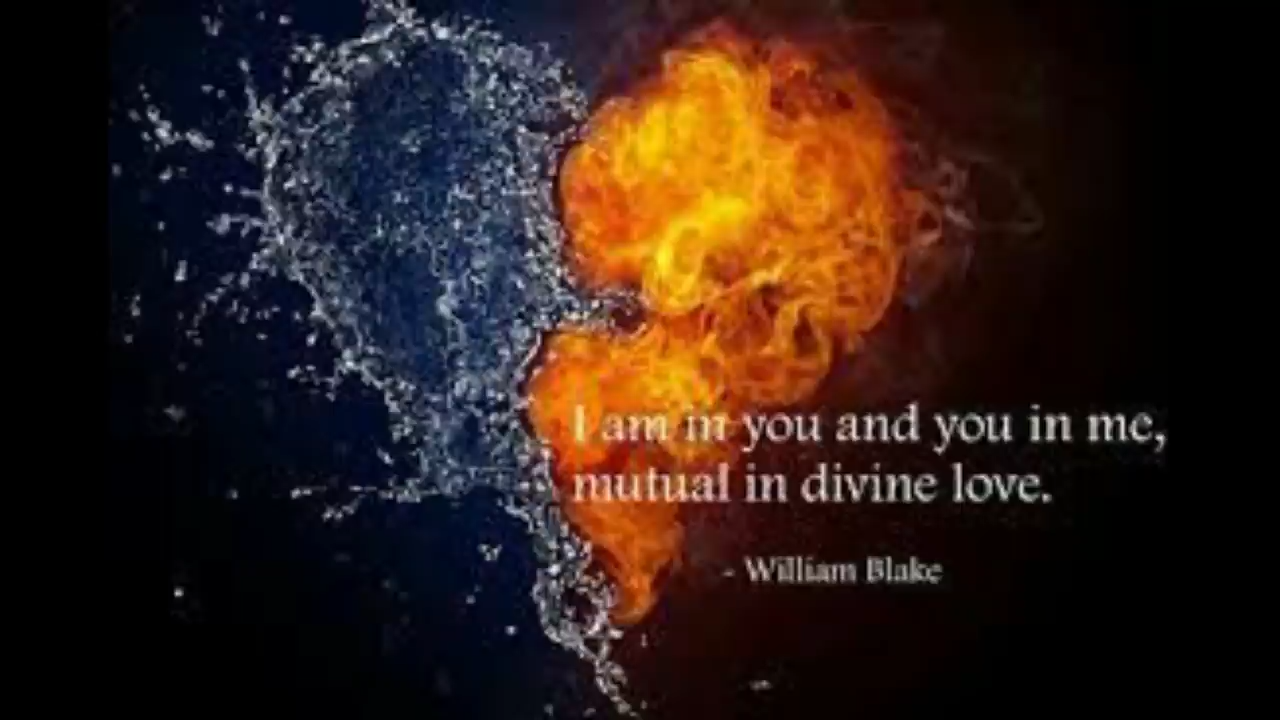 I am in you and you in me,
mutual in divine love.
- William Blake